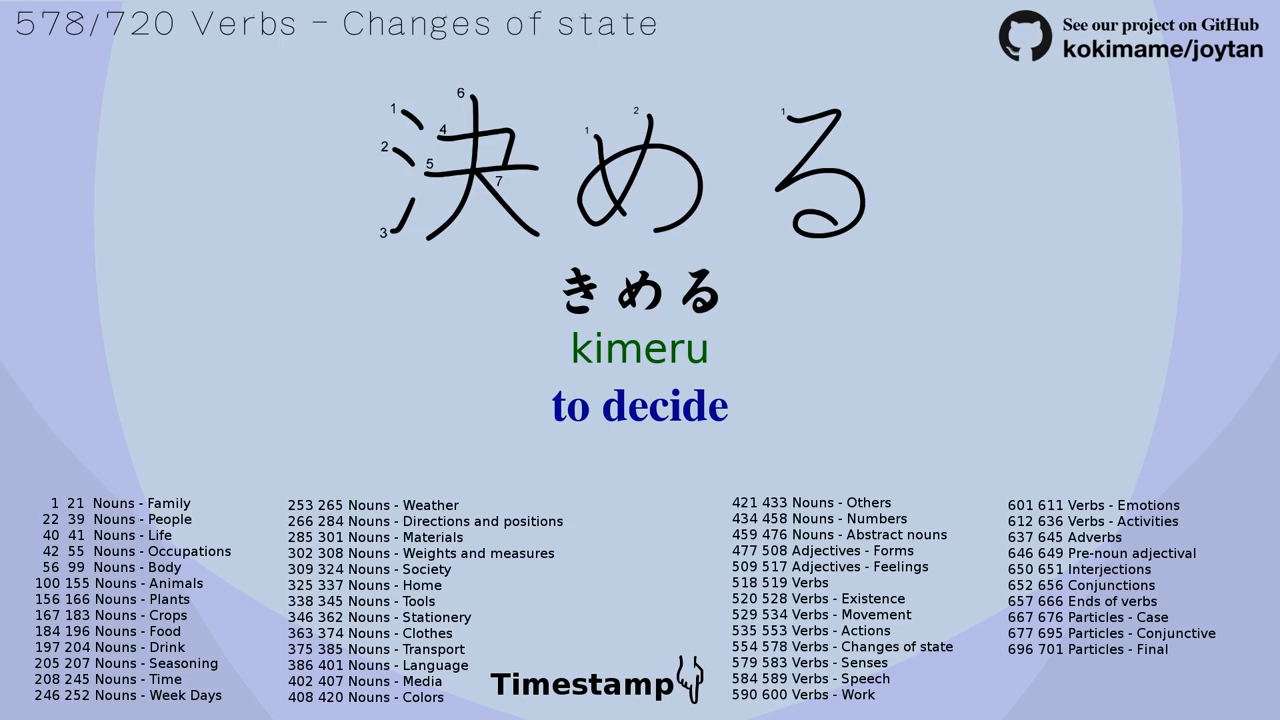 578/720 Verbs - Changes of state
See our project on GitHub
kokimame/joytan
決める
1 2 3 4 5 6 7 1 2 1
きめる
kimeru
to decide
1 21 Nouns - Family
22 39 Nouns - People
40 41 Nouns - Life
42 55 Nouns - Occupations
56 99 Nouns - Body
100 155 Nouns - Animals
156 166 Nouns - Plants
167 183 Nouns - Crops
184 196 Nouns - Food
197 204 Nouns - Drink
205 207 Nouns - Seasoning
208 245 Nouns - Time
246 252 Nouns - Week Days
253 265 Nouns - Weather
266 284 Nouns - Directions and positions
285 301 Nouns - Materials
302 308 Nouns - Weights and measures
309 324 Nouns - Society
325 337 Nouns - Home
338 345 Nouns - Tools
346 362 Nouns - Stationery
363 374 Nouns - Clothes
375 385 Nouns - Transport
386 401 Nouns - Language
402 407 Nouns - Media
408 420 Nouns - Colors
Timestamp
421 433 Nouns - Others
434 458 Nouns - Numbers
459 476 Nouns - Abstract nouns
477 508 Adjectives - Forms
509 517 Adjectives - Feelings
518 519 Verbs
520 528 Verbs - Existence
529 534 Verbs - Movement
535 553 Verbs - Actions
554 578 Verbs - Changes of state
579 583 Verbs - Senses
584 589 Verbs - Speech
590 600 Verbs - Work
601 611 Verbs - Emotions
612 636 Verbs - Activities
637 645 Adverbs
646 649 Pre-noun adjectival
650 651 Interjections
652 656 Conjunctions
657 666 Ends of verbs
667 676 Particles - Case
677 695 Particles - Conjunctive
696 701 Particles - Final